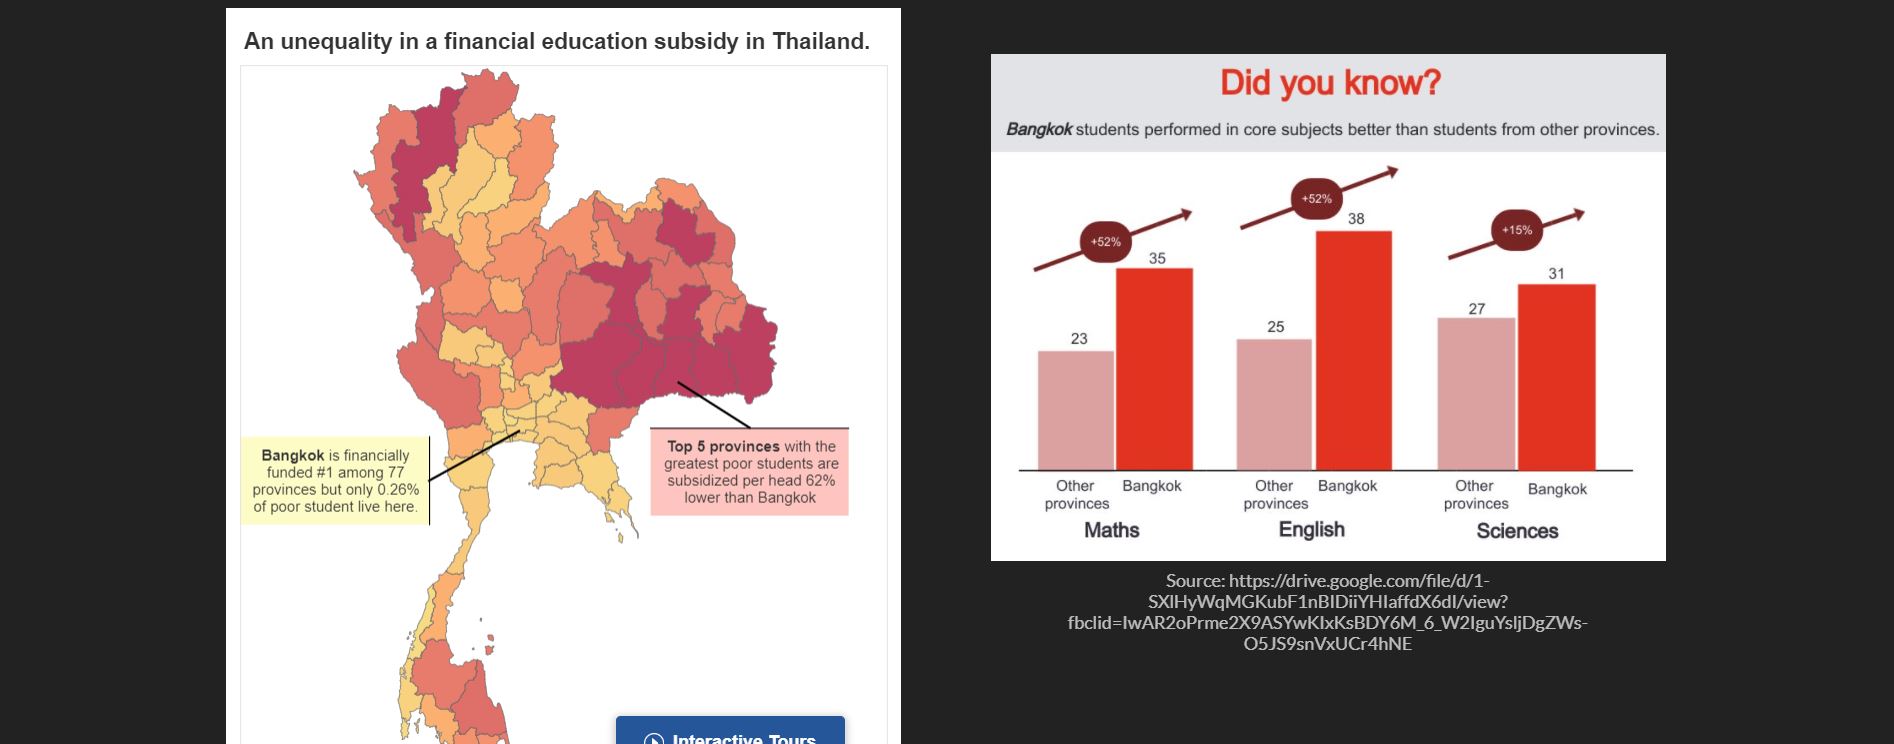 An unequality in a financial education subsidy in Thailand.
Bangkok is financially
funded #1 among 77
provinces but only 0.26%
of poor student live here.
Top 5 provinces with the
greatest poor students are
subsidized per head 62%
lower than Bangkok
Interactive Tours
Did you know?
Bangkok students performed in core subjects better than students from other provinces.
+52%
23
35
Other
provinces
Bangkok
Maths
+52%
25
38
Other
provinces
Bangkok
English
+15%
27
31
Other
provinces
Bangkok
Sciences
Source: https://drive.google.com/file/d/1-
SXlHyWqMGKubF1nBIDiiYHIaffdX6dI/view?
fbclid=IwAR2oPrme2X9ASYwKIxKsBDY6M_6_W2IguYsljDgZWs-
O5JS9snVxUCr4hNE